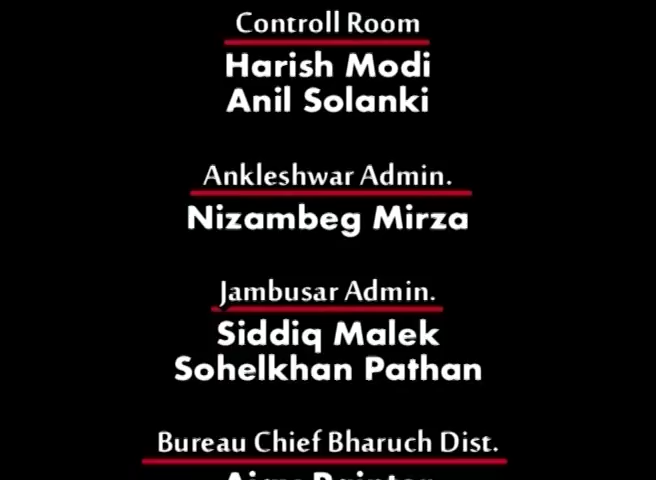 Controll Room
Harish Modi
Anil Solanki
Ankleshwar Admin.
Nizambeg Mirza
Jambusar Admin.
Siddiq Malek
Sohelkhan Pathan
Bureau Chief Bharuch Dist.